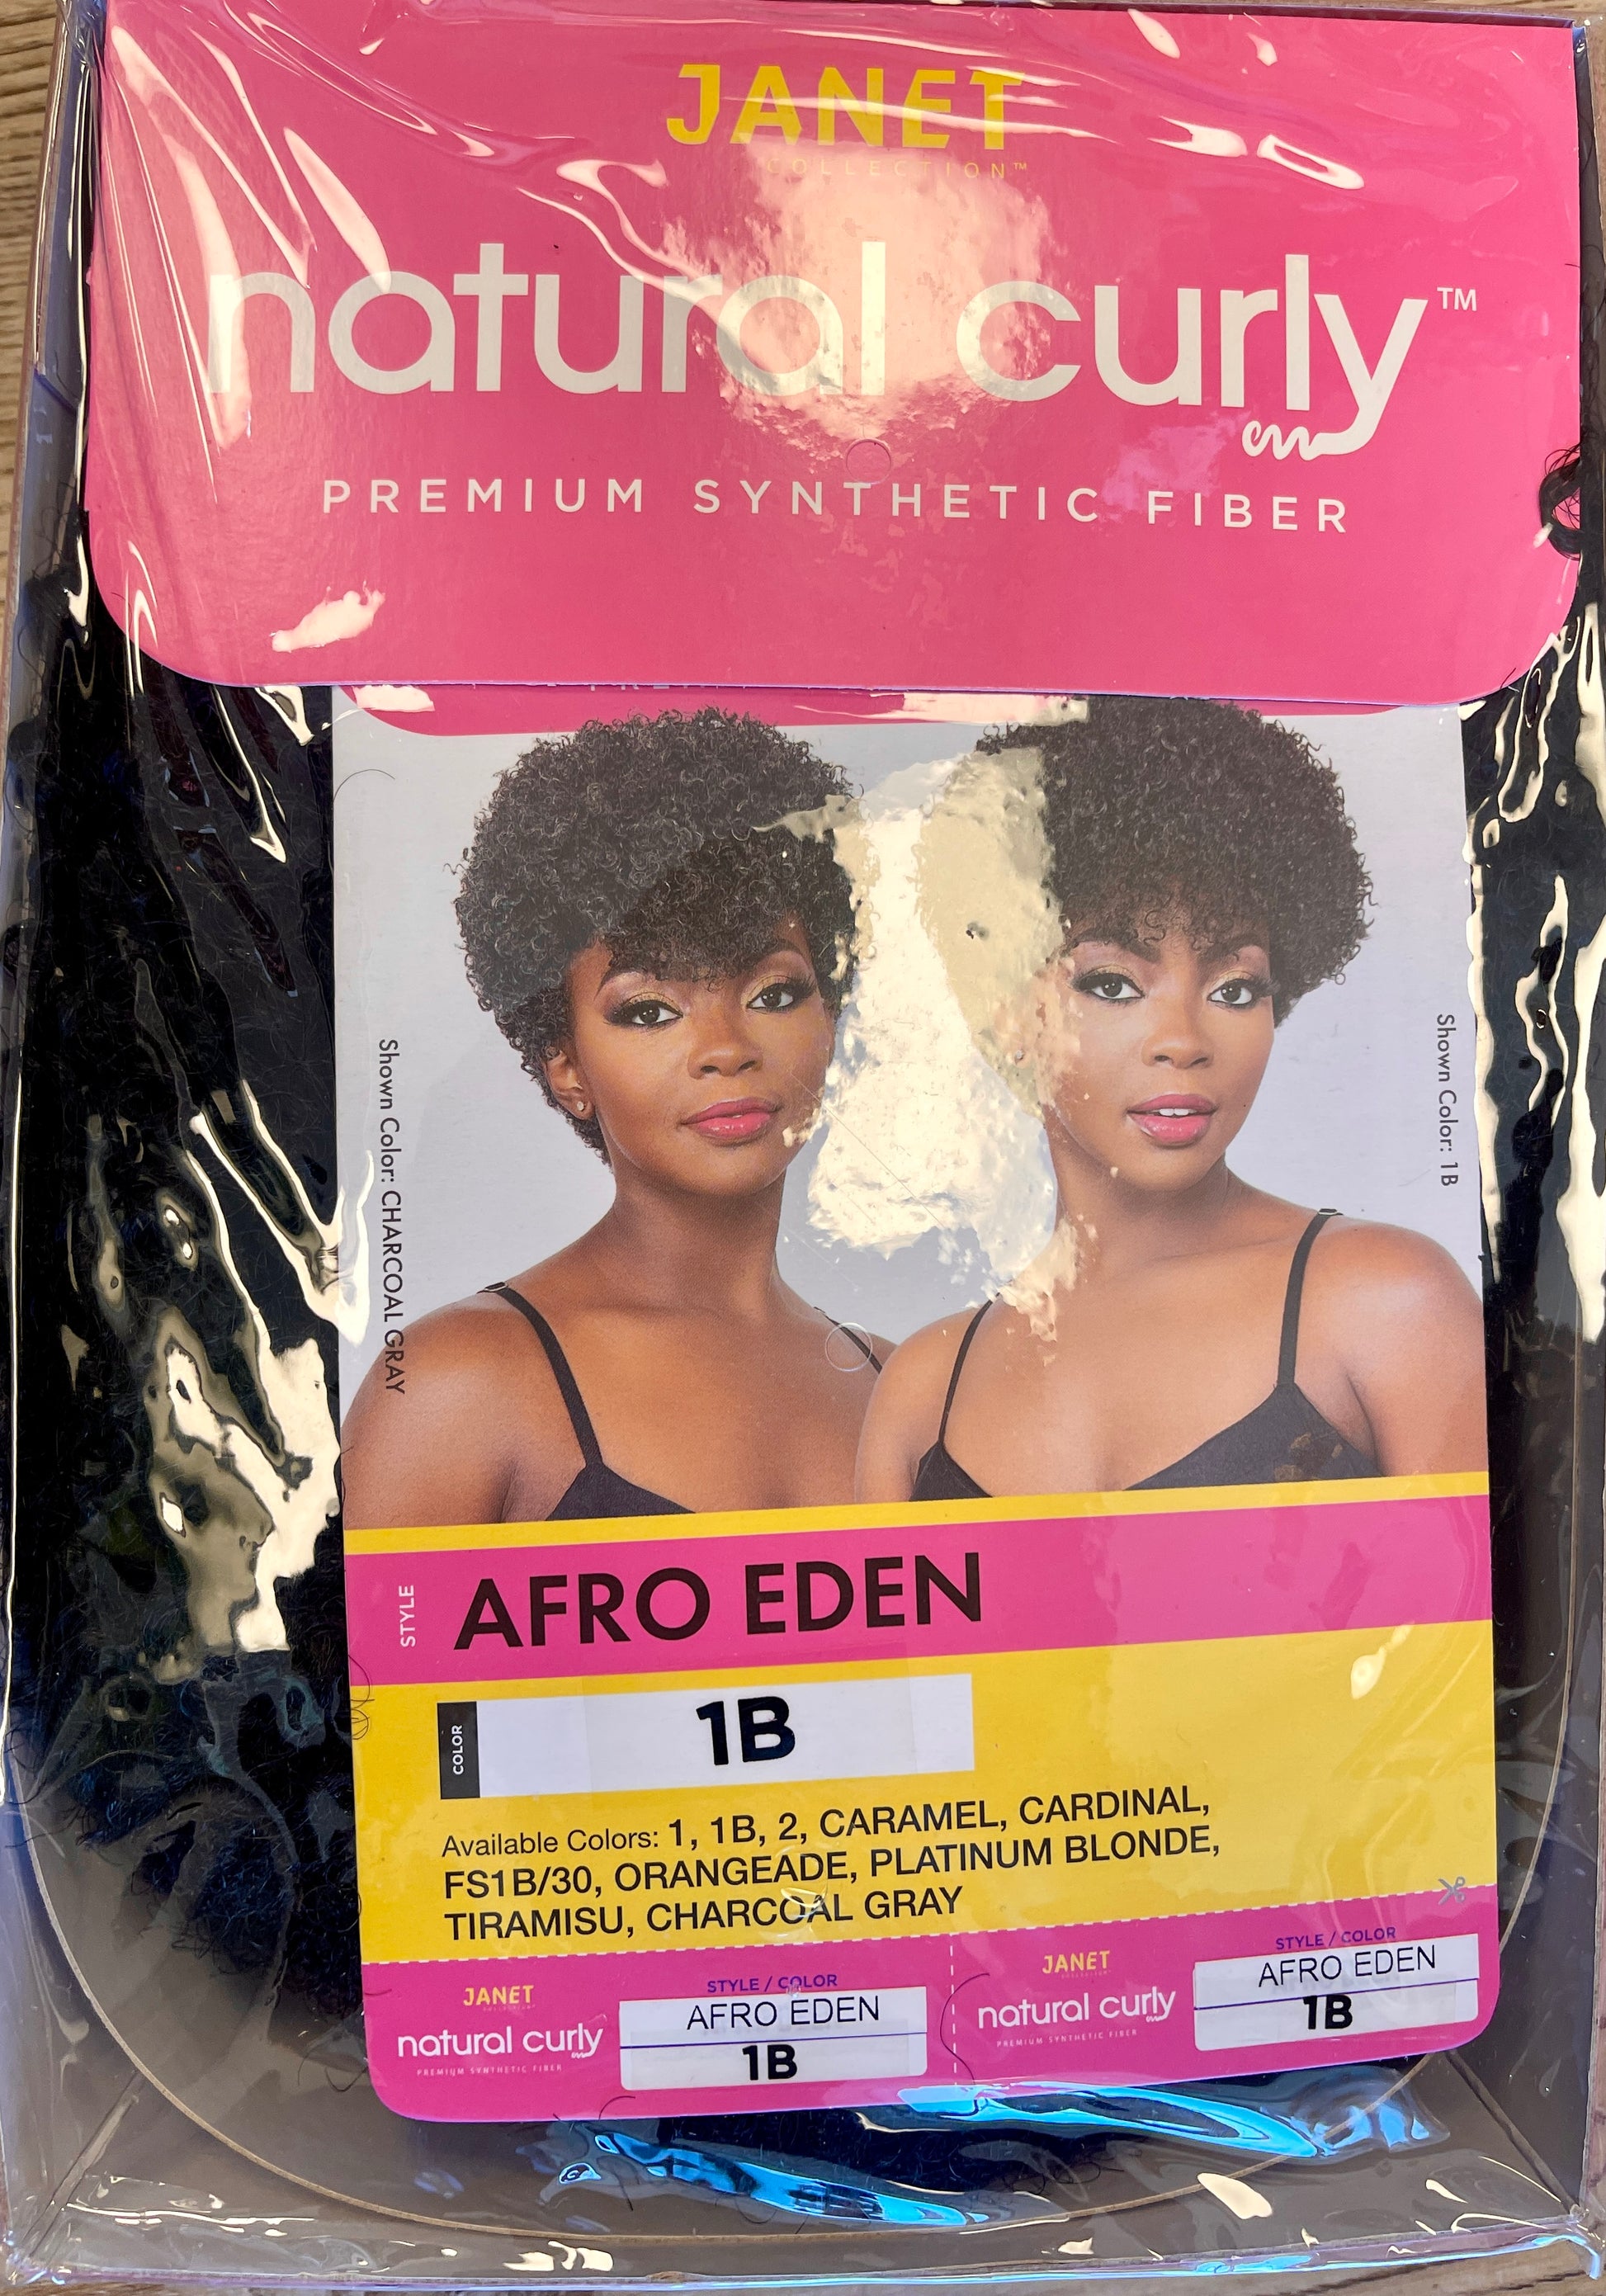 JANET
COLLECTION™
natural curly™
PREMIUM SYNTHETIC FIBER
Shown Color: CHARCOAL GRAY
Shown Color: 1B
STYLE
AFRO EDEN
COLOR
1B
Available Colors: 1, 1B, 2, CARAMEL, CARDINAL,
FS1B/30, ORANGEADE, PLATINUM BLONDE,
TIRAMISU, CHARCOAL GRAY
JANET
natural curly
PREMIUM SYNTHETIC FIBER
STYLE / COLOR
AFRO EDEN
1B
JANET
natural curly
PREMIUM SYNTHETIC FIBER
STYLE / COLOR
AFRO EDEN
1B